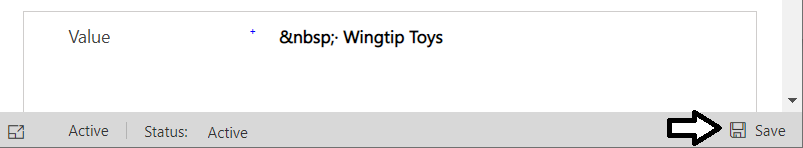 Value + &nbsp;· Wingtip Toys
Active Status: Active Save